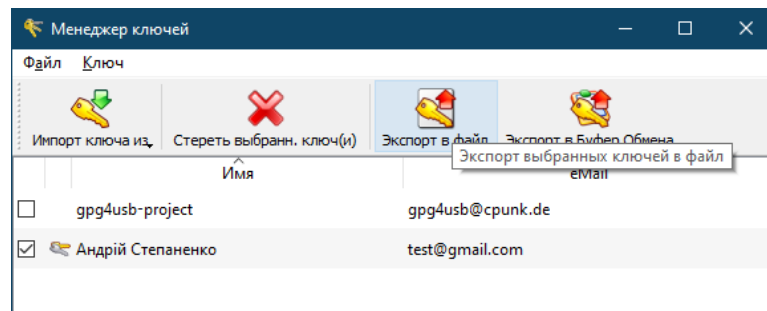 Менеджер ключей
Файл Ключ
Импорт ключа из Стереть выбранн. ключ(и) Экспорт в файл Экспорт в Буфер Обмена
Экспорт выбранных ключей в файл
Имя eMail
gpg4usb-project gpg4usb@cpunk.de
Андрій Степаненко test@gmail.com